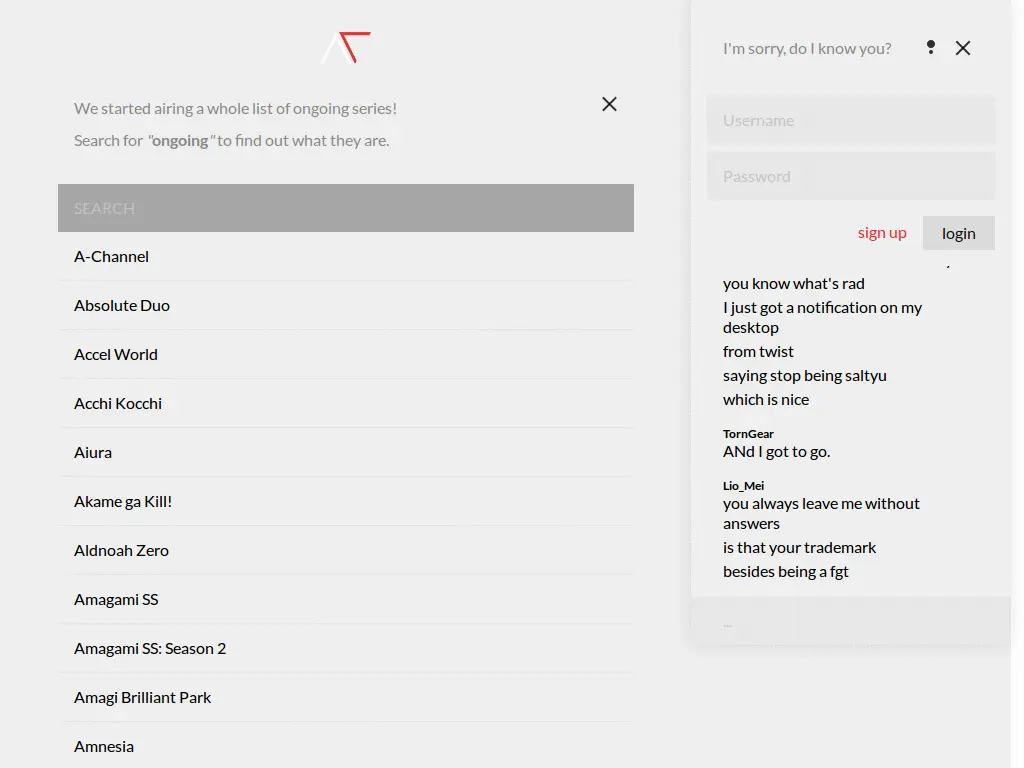 We started airing a whole list of ongoing series!
Search for "ongoing" to find out what they are.
SEARCH
A-Channel
Absolute Duo
Accel World
Acchi Kocchi
Aiura
Akame ga Kill!
Aldnoah Zero
Amagami SS
Amagami SS: Season 2
Amagi Brilliant Park
Amnesia
I'm sorry, do I know you?
Username
Password
sign up login
you know what's rad
I just got a notification on my
desktop
from twist
saying stop being saltyu
which is nice
TornGear
ANd I got to go.
Lio_Mei
you always leave me without
answers
is that your trademark
besides being a fgt
...